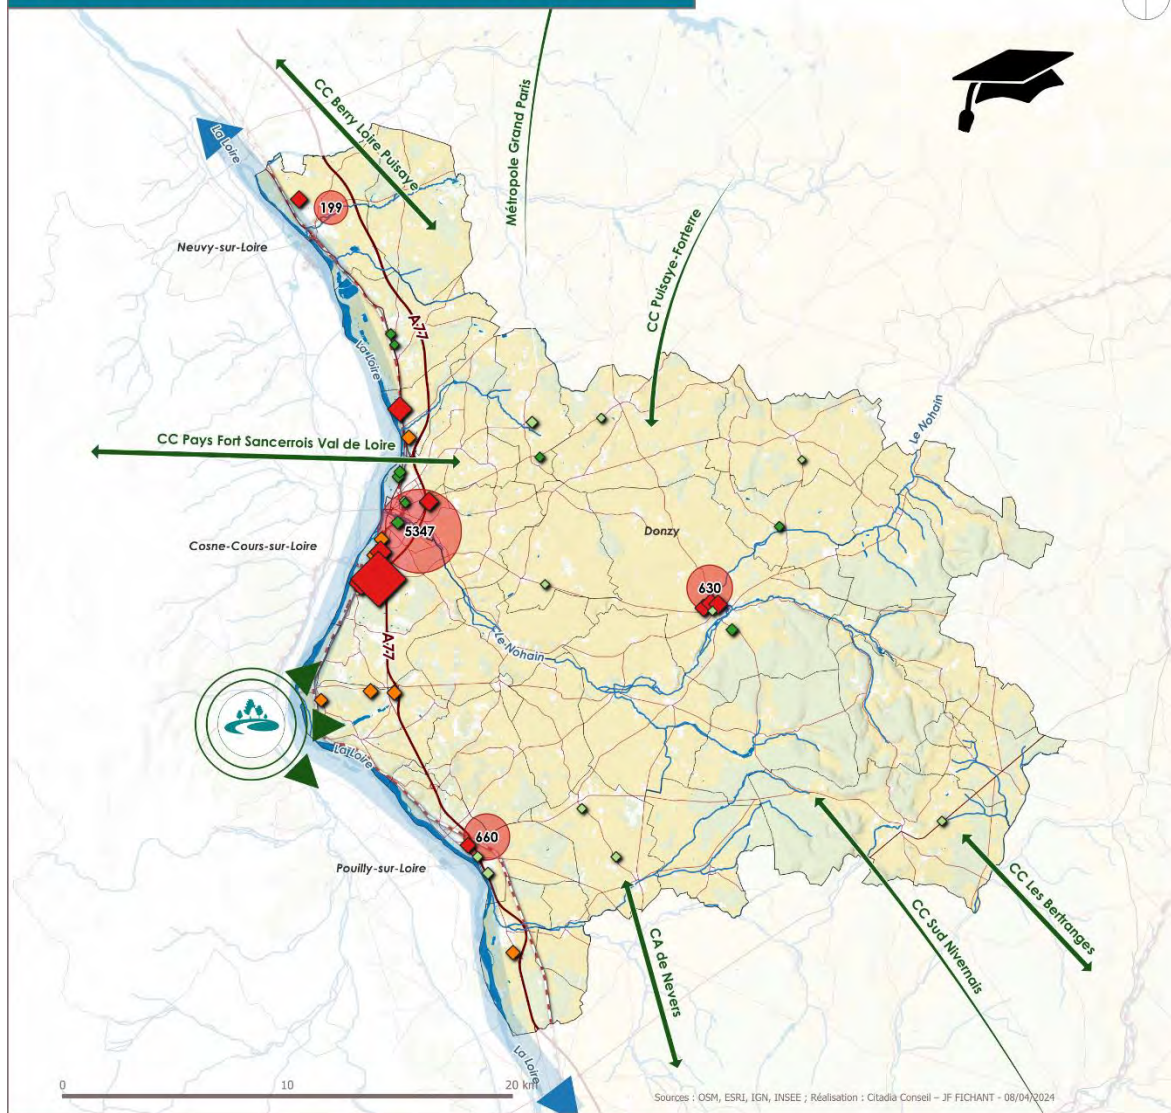 CC Berry Loire Puisaye
Métropole Grand Paris
La Loire
199
CC Puisaye-Forterre
Neuvy-sur-Loire
A77
La Loire
Le Nohain
CC Pays Fort Sancerrois Val de Loire
5347
Donzy
Cosne-Cours-sur-Loire
630
A77
Le Nohain
La Loire
660
Pouilly-sur-Loire
CC Les Bertranges
CC Sud Nivernais
CA de Nevers
La Loire
0 10 20 km
Sources : OSM, ESRI, IGN, INSEE ; Réalisation : Citadia Conseil – JF FICHANT - 08/04/2024